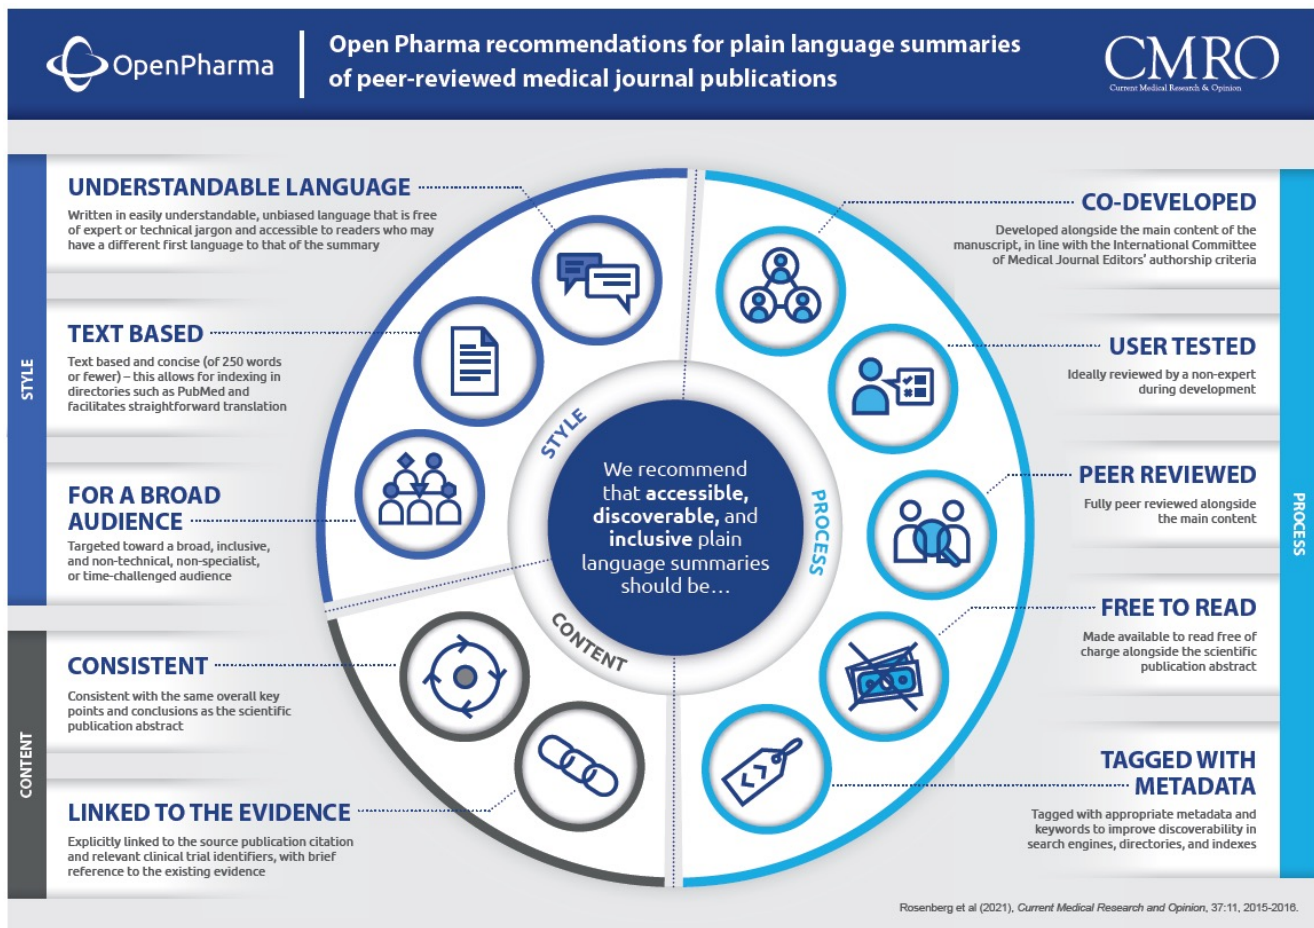 OpenPharma
Open Pharma recommendations for plain language summaries
of peer-reviewed medical journal publications
CMRO
Current Medical Research & Opinion
STYLE
UNDERSTANDABLE LANGUAGE
Written in easily understandable, unbiased language that is free
of expert or technical jargon and accessible to readers who may
have a different first language to that of the summary
TEXT BASED
Text based and concise (of 250 words
or fewer) – this allows for indexing in
directories such as PubMed and
facilitates straightforward translation
FOR A BROAD
AUDIENCE
Targeted toward a broad, inclusive,
and non-technical, non-specialist,
or time-challenged audience
CONTENT
CONSISTENT
Consistent with the same overall key
points and conclusions as the scientific
publication abstract
LINKED TO THE EVIDENCE
Explicitly linked to the source publication citation
and relevant clinical trial identifiers, with brief
reference to the existing evidence
STYLE
PROCESS
CONTENT
We recommend
that accessible,
discoverable, and
inclusive plain
language summaries
should be...
PROCESS
CO-DEVELOPED
Developed alongside the main content of the
manuscript, in line with the International Committee
of Medical Journal Editors' authorship criteria
USER TESTED
Ideally reviewed by a non-expert
during development
PEER REVIEWED
Fully peer reviewed alongside
the main content
FREE TO READ
Made available to read free of
charge alongside the scientific
publication abstract
TAGGED WITH
METADATA
Tagged with appropriate metadata and
keywords to improve discoverability in
search engines, directories, and indexes
Rosenberg et al (2021), Current Medical Research and Opinion, 37:11, 2015-2016.